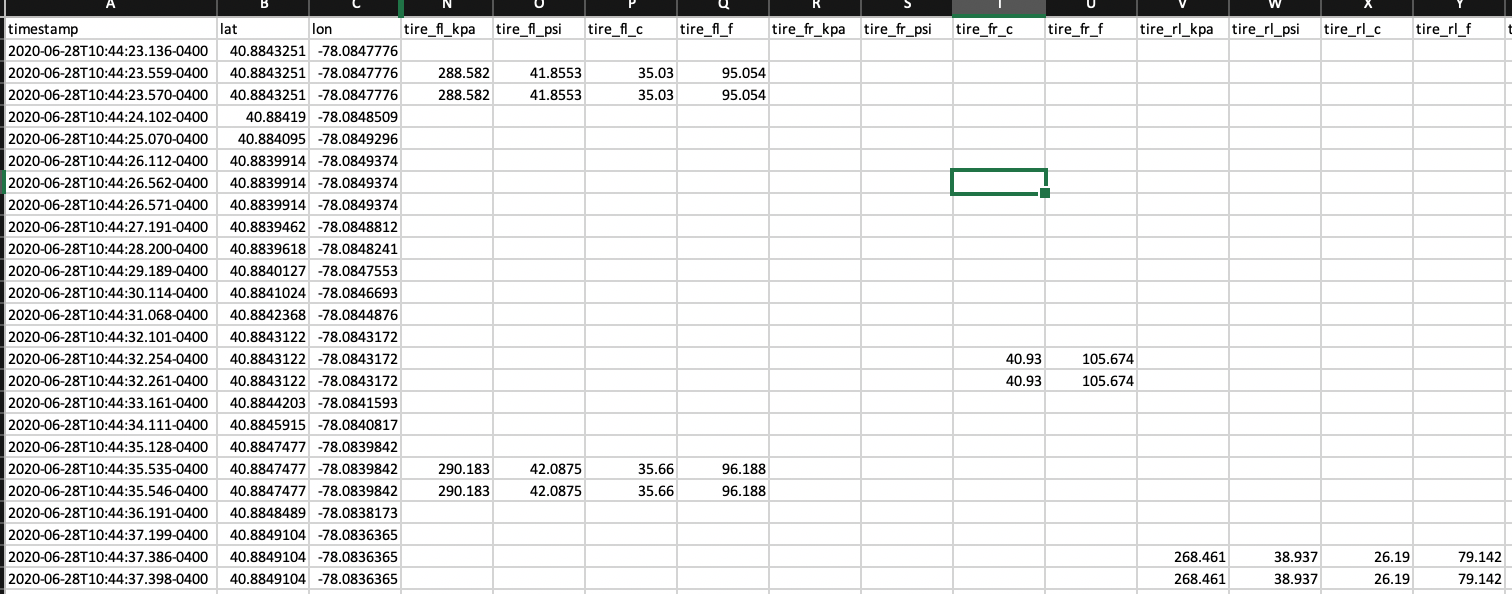 A B C N O P Q R S T U V W X Y
timestamp lat lon tire_fl_kpa tire_fl_psi tire_fl_c tire_fl_f tire_fr_kpa tire_fr_psi tire_fr_c tire_fr_f tire_rl_kpa tire_rl_psi tire_rl_c tire_rl_f t
2020-06-28T10:44:23.136-0400 40.8843251 -78.0847776
2020-06-28T10:44:23.559-0400 40.8843251 -78.0847776 288.582 41.8553 35.03 95.054
2020-06-28T10:44:23.570-0400 40.8843251 -78.0847776 288.582 41.8553 35.03 95.054
2020-06-28T10:44:24.102-0400 40.88419 -78.0848509
2020-06-28T10:44:25.070-0400 40.884095 -78.0849296
2020-06-28T10:44:26.112-0400 40.8839914 -78.0849374
2020-06-28T10:44:26.562-0400 40.8839914 -78.0849374
2020-06-28T10:44:26.571-0400 40.8839914 -78.0849374
2020-06-28T10:44:27.191-0400 40.8839462 -78.0848812
2020-06-28T10:44:28.200-0400 40.8839618 -78.0848241
2020-06-28T10:44:29.189-0400 40.8840127 -78.0847553
2020-06-28T10:44:30.114-0400 40.8841024 -78.0846693
2020-06-28T10:44:31.068-0400 40.8842368 -78.0844876
2020-06-28T10:44:32.101-0400 40.8843122 -78.0843172
2020-06-28T10:44:32.254-0400 40.8843122 -78.0843172 40.93 105.674
2020-06-28T10:44:32.261-0400 40.8843122 -78.0843172 40.93 105.674
2020-06-28T10:44:33.161-0400 40.8844203 -78.0841593
2020-06-28T10:44:34.111-0400 40.8845915 -78.0840817
2020-06-28T10:44:35.128-0400 40.8847477 -78.0839842
2020-06-28T10:44:35.535-0400 40.8847477 -78.0839842 290.183 42.0875 35.66 96.188
2020-06-28T10:44:35.546-0400 40.8847477 -78.0839842 290.183 42.0875 35.66 96.188
2020-06-28T10:44:36.191-0400 40.8848489 -78.0838173
2020-06-28T10:44:37.199-0400 40.8849104 -78.0836365
2020-06-28T10:44:37.386-0400 40.8849104 -78.0836365 268.461 38.937 26.19 79.142
2020-06-28T10:44:37.398-0400 40.8849104 -78.0836365 268.461 38.937 26.19 79.142